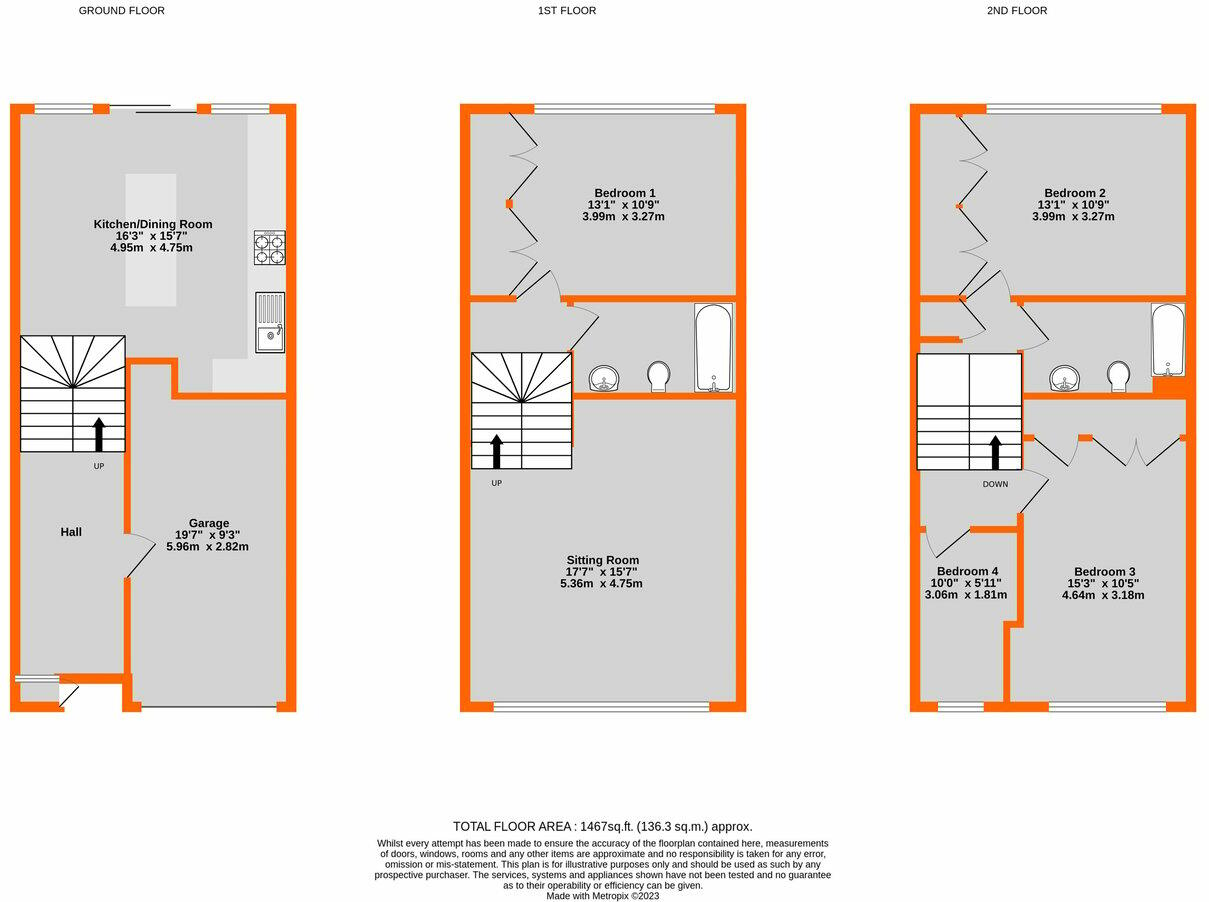 GROUND FLOOR
Kitchen/Dining Room
16'3" x 15'7"
4.95m x 4.75m
UP
Hall
Garage
19'7" x 9'3"
5.96m x 2.82m
1ST FLOOR
Bedroom 1
13'1" x 10'9"
3.99m x 3.27m
UP
Sitting Room
17'7" x 15'7"
5.36m x 4.75m
2ND FLOOR
Bedroom 2
13'1" x 10'9"
3.99m x 3.27m
DOWN
Bedroom 4
10'0" x 5'11"
3.06m x 1.81m
Bedroom 3
15'3" x 10'5"
4.64m x 3.18m
TOTAL FLOOR AREA : 1467sq.ft. (136.3 sq.m.) approx.
Whilst every attempt has been made to ensure the accuracy of the floorplan contained here, measurements
of doors, windows, rooms and any other items are approximate and no responsibility is taken for any error,
omission or mis-statement. This plan is for illustrative purposes only and should be used as such by any
prospective purchaser. The services, systems and appliances shown have not been tested and no guarantee
as to their operability or efficiency can be given.
Made with Metropix ©2023